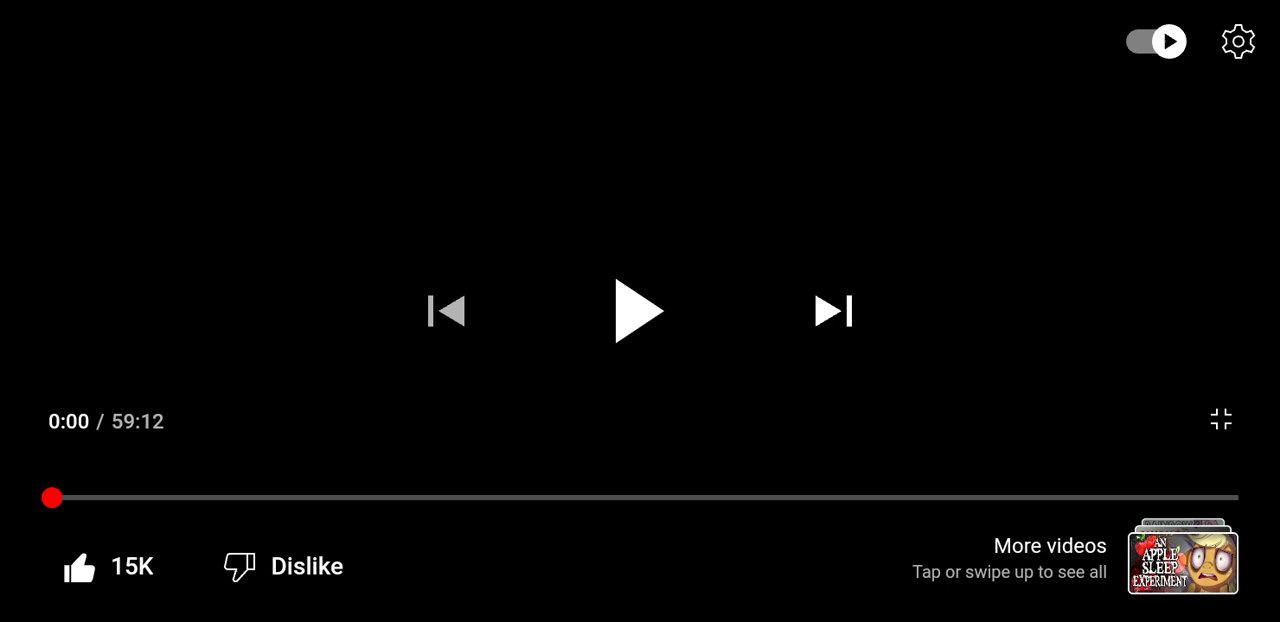 0:00 / 59:12
15K
Dislike
More videos
Tap or swipe up to see all
AN
APPLE
SLEEP
EXPERIMENT